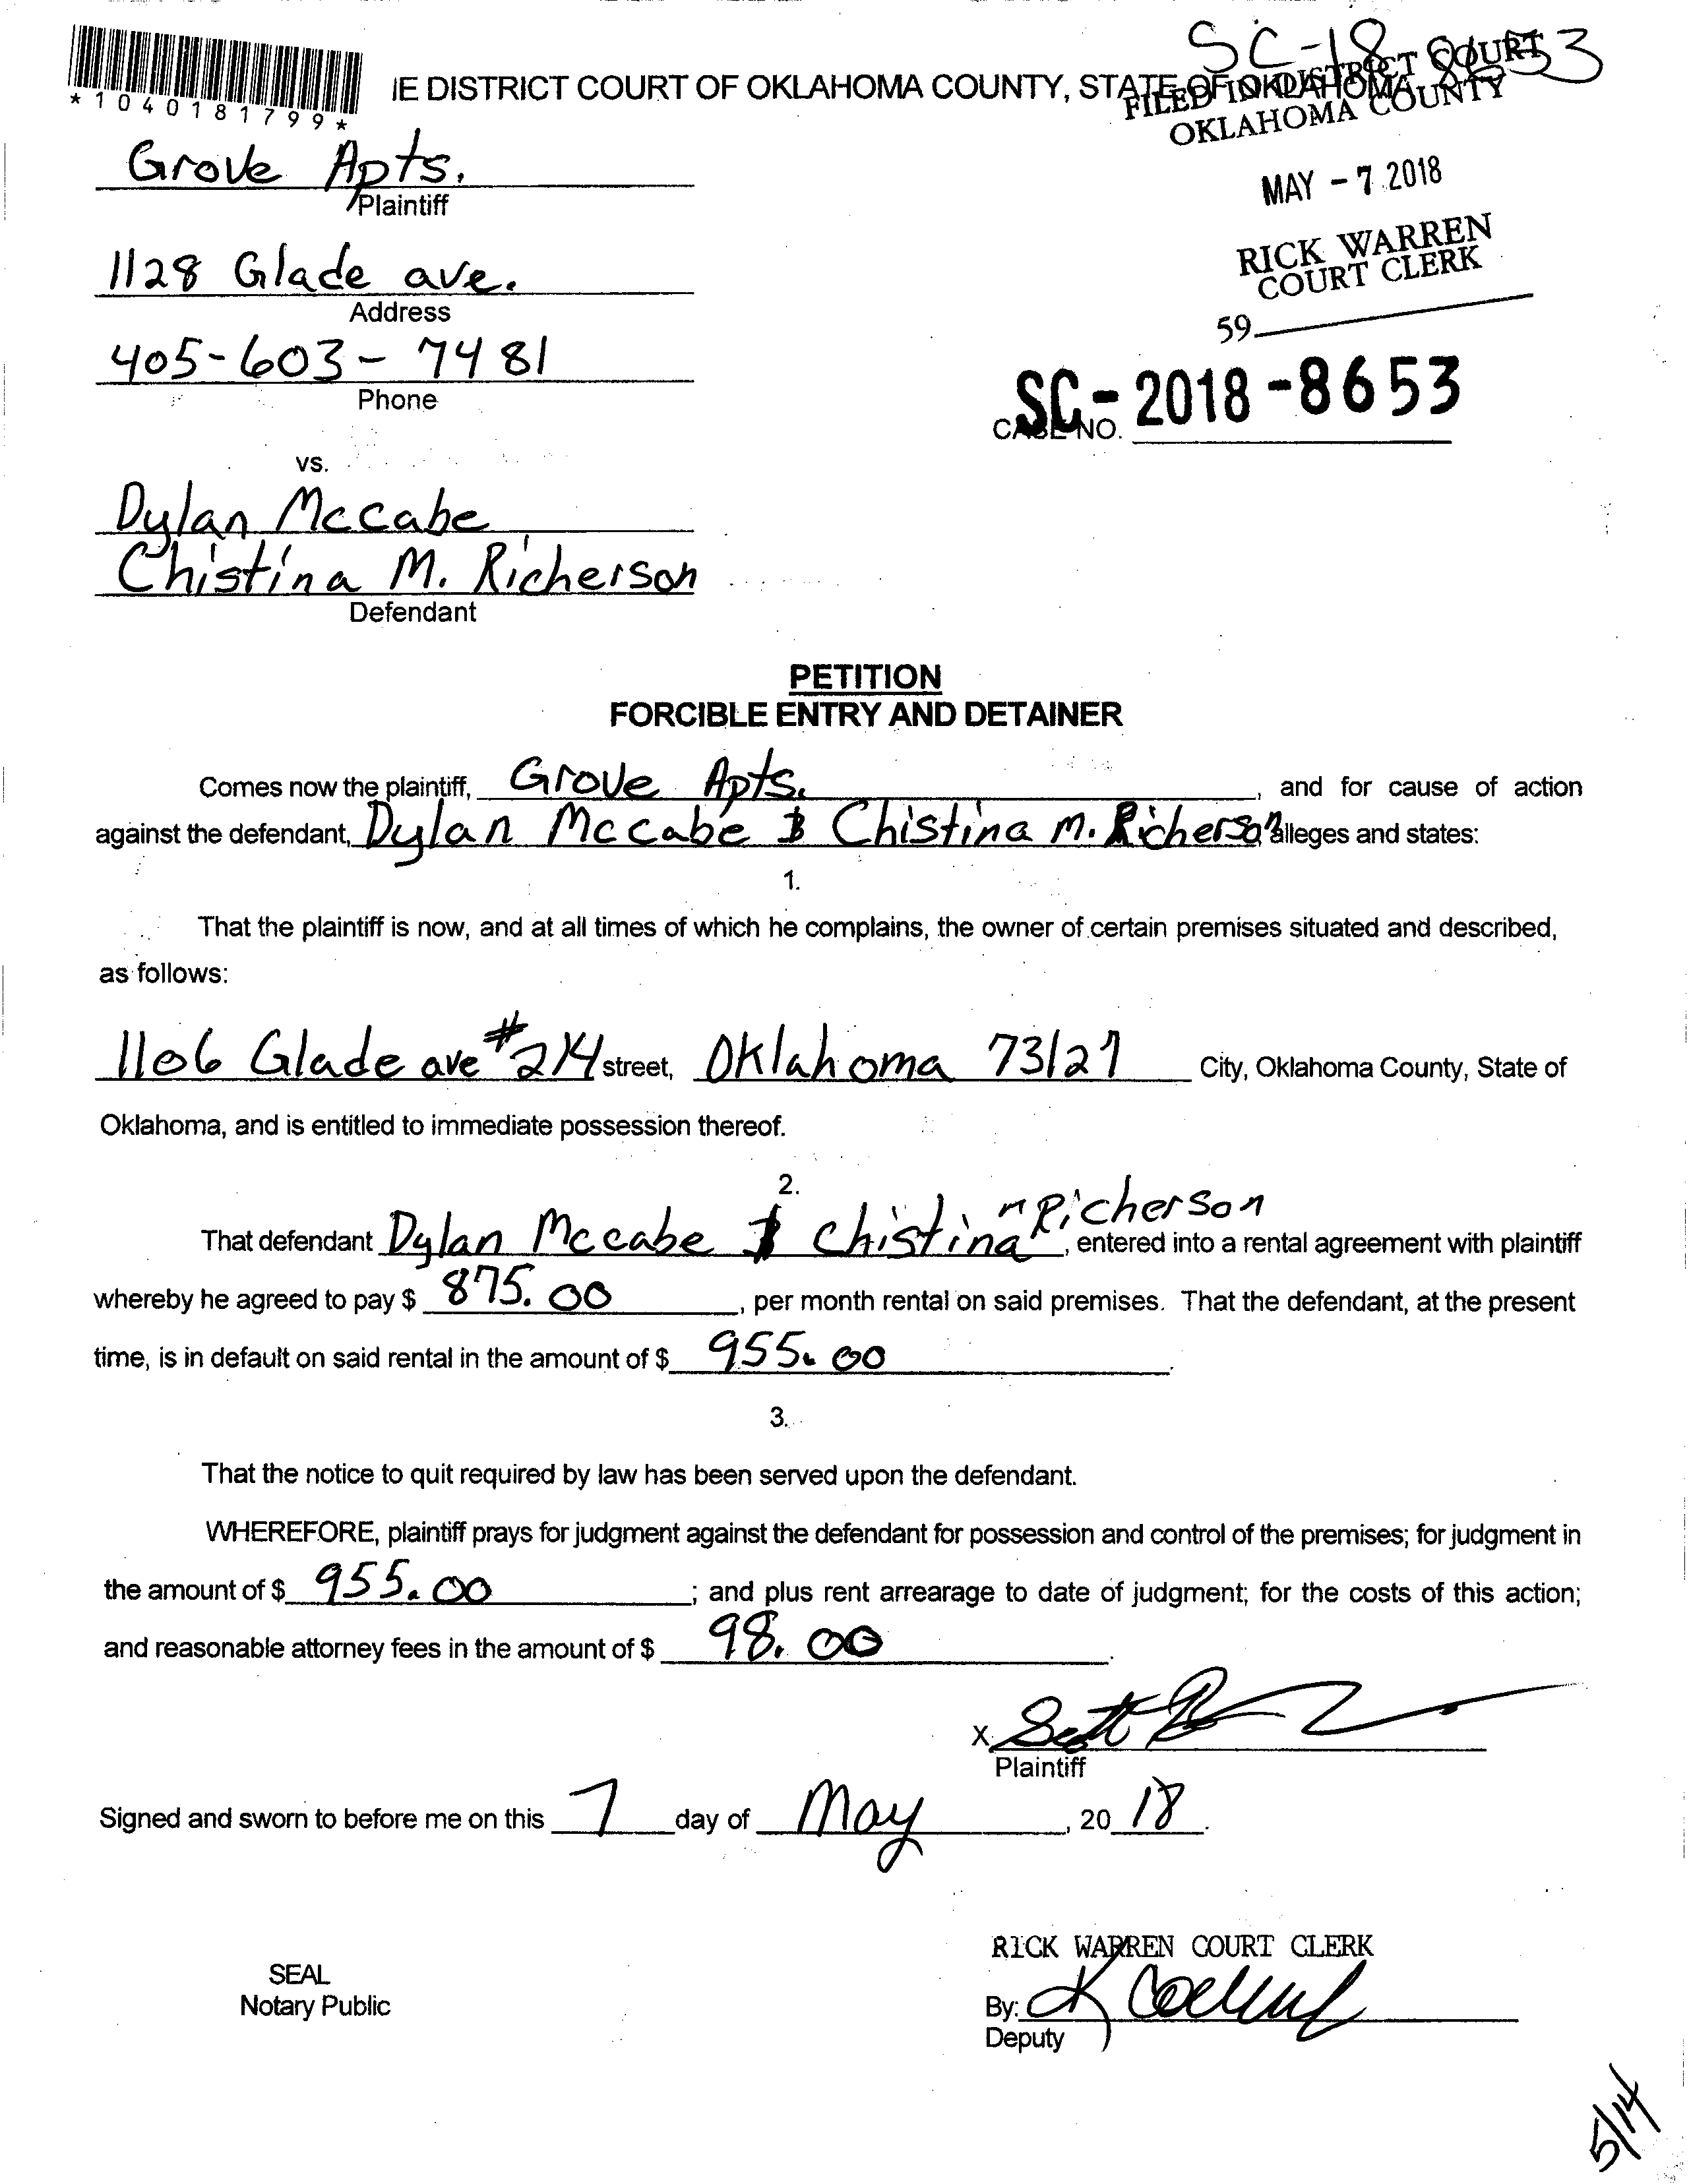 SC-18 8653
IE DISTRICT COURT OF OKLAHOMA COUNTY, STATE OF OKLAHOMA
*1040181799*
FILED IN DISTRICT COURT
OKLAHOMA COUNTY
MAY - 7 2018
RICK WARREN
COURT CLERK
59
Grove Apts.
Plaintiff
1128 Glade ave.
Address
405-603-7481
Phone
CASE NO. SC-2018-8653
vs.
Dylan Mccabe
Chistina M. Richerson
Defendant
PETITION
FORCIBLE ENTRY AND DETAINER
Comes now the plaintiff, Grove Apts., and for cause of action
against the defendant, Dylan Mccabe & Chistina M. Richerson alleges and states:
1.
That the plaintiff is now, and at all times of which he complains, the owner of certain premises situated and described,
as follows:
1106 Glade ave #214 street, Oklahoma 73127 City, Oklahoma County, State of
Oklahoma, and is entitled to immediate possession thereof.
2.
That defendant Dylan Mccabe & Chistina M Richerson, entered into a rental agreement with plaintiff
whereby he agreed to pay $ 875.00, per month rental on said premises. That the defendant, at the present
time, is in default on said rental in the amount of $ 955.00.
3.
That the notice to quit required by law has been served upon the defendant.
WHEREFORE, plaintiff prays for judgment against the defendant for possession and control of the premises; for judgment in
the amount of $ 955.00; and plus rent arrearage to date of judgment; for the costs of this action;
and reasonable attorney fees in the amount of $ 98.00.
X Scott
Plaintiff
Signed and sworn to before me on this 7 day of May, 20 18.
RICK WARREN COURT CLERK
SEAL
Notary Public
By: K
Deputy
5/14